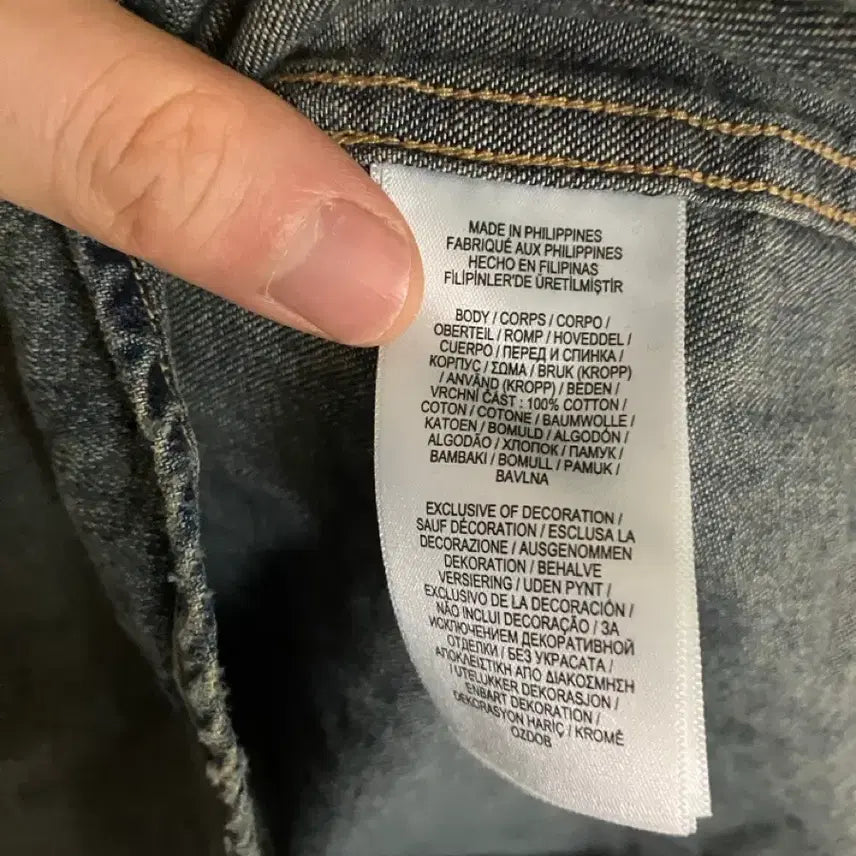 MADE IN PHILIPPINES
FABRIQUÉ AUX PHILIPPINES
HECHO EN FILIPINAS
FİLİPİNLER'DE ÜRETİLMİŞTİR
BODY / CORPS / CORPO /
OBERTEIL / ROMP / HOVEDDEL /
CUERPO / ПЕРЕД И СПИНКА /
КОРПУС / ΣΩΜΑ / BRUK (KROPP)
/ ANVÄND (KROPP) / BEDEN /
VRCHNÍ ČÁST : 100% COTTON /
COTON / COTONE / BAUMWOLLE /
KATOEN / BOMULD / ALGODÓN /
ALGODÃO / ХЛОПОК / ПАМУК /
BAMBAKI / BOMULL / PAMUK /
BAVLNA
EXCLUSIVE OF DECORATION /
SAUF DÉCORATION / ESCLUSA LA
DECORAZIONE / AUSGENOMMEN
DEKORATION / BEHALVE
VERSIERING / UDEN PYNT /
EXCLUSIVO DE LA DECORACIÓN /
NÃO INCLUI DECORAÇÃO / ЗА
ИСКЛЮЧЕНИЕМ ДЕКОРАТИВНОЙ
ОТДЕЛКИ / БЕЗ УКРАСАТА /
ΑΠΟΚΛΕΙΣΤΙΚΗ ΑΠΟ ΔΙΑΚΟΣΜΗΣΗ
/ UTELUKKER DEKORASJON /
ENBART DEKORATION /
DEKORASYON HARİÇ / KROMĚ
OZDOB